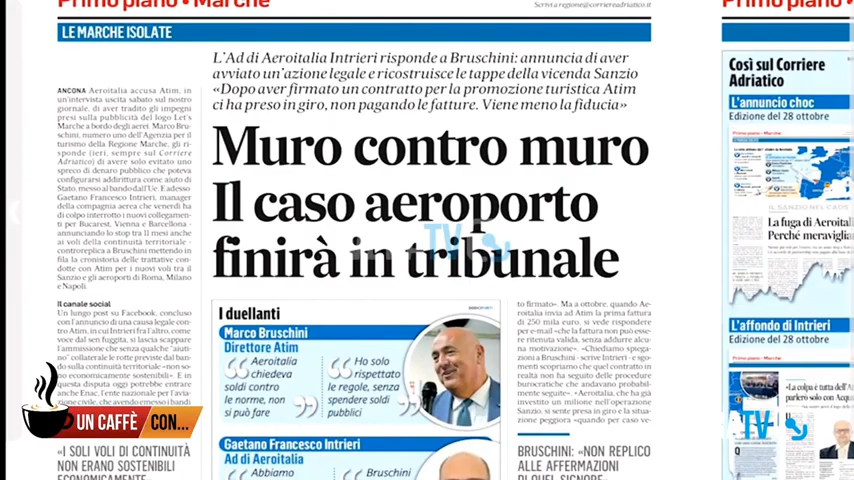 Primo piano • Marche
Scrivi a regione@corriereadriatico.it
LE MARCHE ISOLATE
L'Ad di Aeroitalia Intrieri risponde a Bruschini: annuncia di aver
avviato un'azione legale e ricostruisce le tappe della vicenda Sanzio
«Dopo aver firmato un contratto per la promozione turistica Atim
ci ha preso in giro, non pagando le fatture. Viene meno la fiducia»
Muro contro muro
Il caso aeroporto
finirà in tribunale
ANCONA Aeroitalia accusa Atim, in
un'intervista uscita sabato sul nostro
giornale, di aver tradito gli impegni
presi sulla pubblicità del logo Let's
Marche a bordo degli aerei. Marco Bru-
schini, numero uno dell'Agenzia per il
turismo della Regione Marche, gli ri-
sponde (ieri, sempre sul Corriere
Adriatico) di avere solo evitato uno
spreco di denaro pubblico che poteva
configurarsi addirittura come aiuto di
Stato, messo al bando dall'Ue. E adesso
Gaetano Francesco Intrieri, manager
della compagnia aerea che venerdì ha
di colpo interrotto i nuovi collegamen-
ti per Bucarest, Vienna e Barcellona -
annunciando lo stop tra 11 mesi anche
ai voli della continuità territoriale -
controreplica a Bruschini mettendo in
fila la cronistoria delle trattative con-
dotte con Atim per i nuovi voli tra il
Sanzio e gli aeroporti di Roma, Milano
e Napoli.
Il canale social
Un lungo post su Facebook, concluso
con l'annuncio di una causa legale con-
tro Atim, in cui Intrieri fra l'altro, come
dal sen fuggita, si lascia scappare
l'ammissione che senza qualche "aiuti-
no" collaterale le rotte previste dal ban-
do sulla continuità territoriale «non so-
no economicamente sostenibili». E in
questa disputa oggi potrebbe entrare
anche Enac, l'ente nazionale per l'avia-
zione civile, che avendo emesso i bandi
«I SOLI VOLI DI CONTINUITÀ
NON ERANO SOSTENIBILI
ECONOMICAMENTE»
I duellanti
Marco Bruschini
Direttore Atim
“Aeroitalia
chiedeva
soldi contro
le norme, non
si può fare”
“Ho solo
rispettato
le regole, senza
spendere soldi
pubblici”
Gaetano Francesco Intrieri
Ad di Aeroitalia
“Abbiamo
“Bruschini
to firmato». Ma a ottobre, quando Ae-
roitalia invia ad Atim la prima fattura
di 250 mila euro, si vede rispondere
per e-mail «che la fattura non può esse-
re ritenuta valida, senza addurre alcu-
na motivazione». «Chiediamo spiega-
zioni a Bruschini - scrive Intrieri - e sgo-
menti scopriamo che quel contratto in
realtà non ha seguito delle procedure
burocratiche che andavano probabil-
mente seguite». «Aeroitalia, che ha già
investito un milione nell'operazione
Sanzio, si sente presa in giro e la situa-
zione peggiora «quando per caso ve-
BRUSCHINI: «NON REPLICO
ALLE AFFERMAZIONI
DI QUEL SIGNORE»
Primo piano • Marche
LE MARCHE
Così sul Corriere
Adriatico
L'annuncio choc
Edizione del 28 ottobre
La fuga di Aeroital
Perché meraviglia
L'affondo di Intrieri
Edizione del 28 ottobre
«La colpa è tutta dell'A
parlerò solo con Acqua
UN CAFFÈ CON...
TV
TV